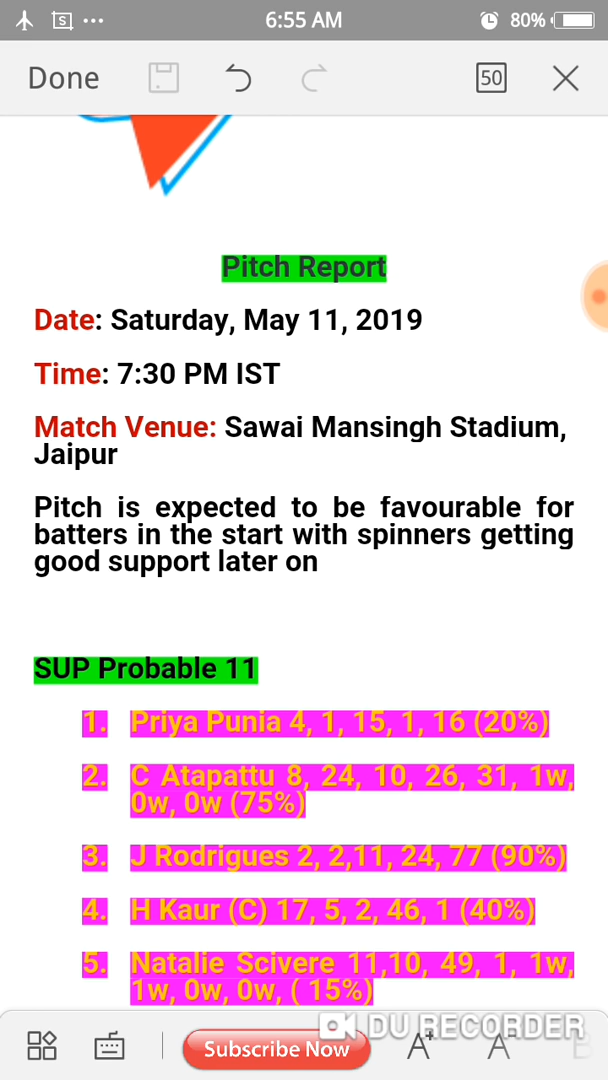 6:55 AM
80%
Done
50
Pitch Report
Date: Saturday, May 11, 2019
Time: 7:30 PM IST
Match Venue: Sawai Mansingh Stadium,
Jaipur
Pitch is expected to be favourable for
batters in the start with spinners getting
good support later on
SUP Probable 11
1. Priya Punia 4, 1, 15, 1, 16 (20%)
2. C Atapattu 8, 24, 10, 26, 31, 1w,
0w, 0w (75%)
3. J Rodrigues 2, 2,11, 24, 77 (90%)
4. H Kaur (C) 17, 5, 2, 46, 1 (40%)
5. Natalie Scivere 11,10, 49, 1, 1w,
1w, 0w, 0w, ( 15%)
DU RECORDER
Subscribe Now
A+
A-
B